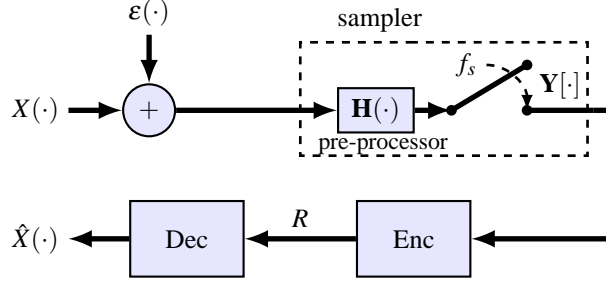 ε(·)
sampler
X(·) + H(·) f_s Y[·]
pre-processor
X̂(·) Dec R Enc